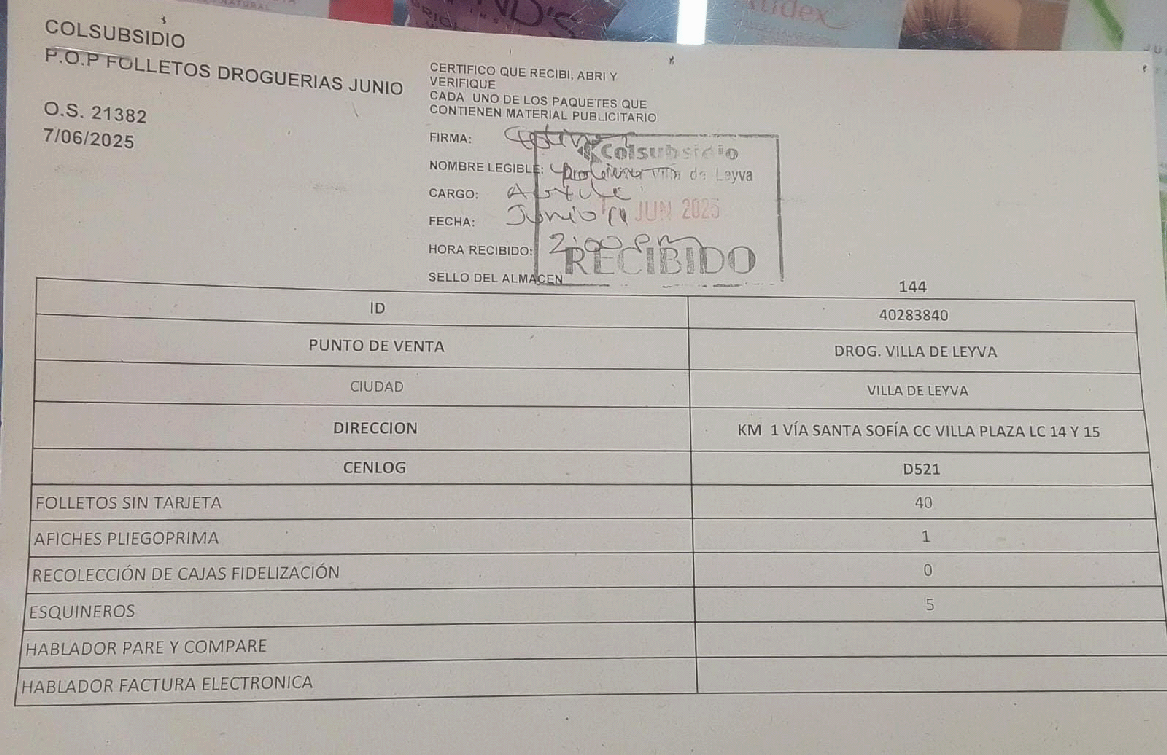 COLSUBSIDIO
P.O.P FOLLETOS DROGUERIAS JUNIO
O.S. 21382
7/06/2025
CERTIFICO QUE RECIBI, ABRI Y
VERIFIQUE
CADA UNO DE LOS PAQUETES QUE
CONTIENEN MATERIAL PUBLICITARIO
FIRMA:
Colsubsidio
NOMBRE LEGIBLE: Villa de Leyva
CARGO:
FECHA: Junio JUN 2025
HORA RECIBIDO: 2:00 pm
RECIBIDO
SELLO DEL ALMACEN
144
ID 40283840
PUNTO DE VENTA DROG. VILLA DE LEYVA
CIUDAD VILLA DE LEYVA
DIRECCION KM 1 VÍA SANTA SOFÍA CC VILLA PLAZA LC 14 Y 15
CENLOG D521
FOLLETOS SIN TARJETA 40
AFICHES PLIEGOPRIMA 1
RECOLECCIÓN DE CAJAS FIDELIZACIÓN 0
ESQUINEROS 5
HABLADOR PARE Y COMPARE
HABLADOR FACTURA ELECTRONICA